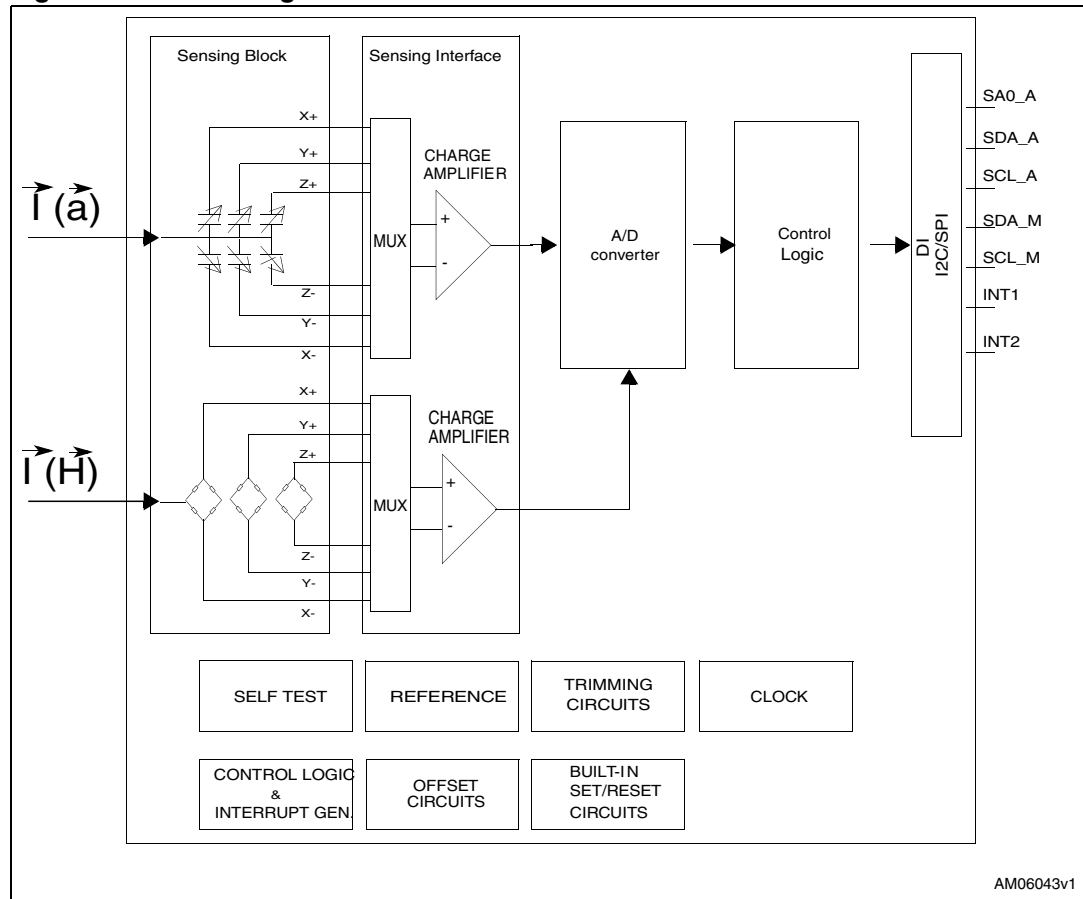 Sensing Block
Sensing Interface
X+
Y+
Z+
CHARGE
AMPLIFIER
I (a)
+
-
MUX
Z-
Y-
X-
A/D
converter
Control
Logic
DI
I2C/SPI
SA0_A
SDA_A
SCL_A
SDA_M
SCL_M
INT1
INT2
X+
Y+
Z+
CHARGE
AMPLIFIER
I (H)
+
-
MUX
Z-
Y-
X-
SELF TEST
REFERENCE
TRIMMING
CIRCUITS
CLOCK
CONTROL LOGIC
&
INTERRUPT GEN.
OFFSET
CIRCUITS
BUILT-IN
SET/RESET
CIRCUITS
AM06043v1